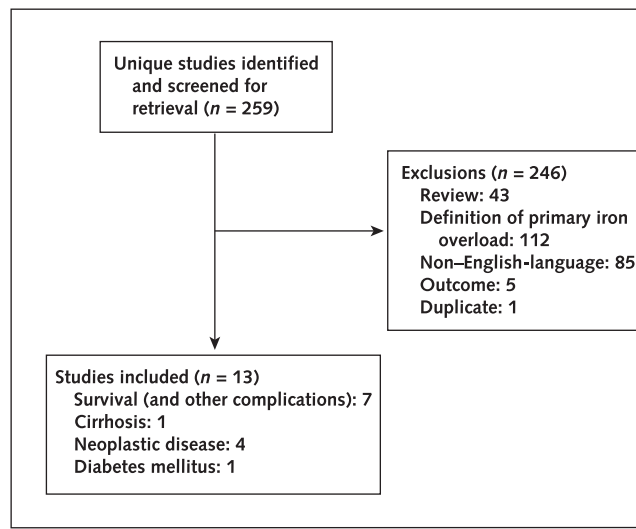 Unique studies identified
and screened for
retrieval (n = 259)
Exclusions (n = 246)
Review: 43
Definition of primary iron
overload: 112
Non–English-language: 85
Outcome: 5
Duplicate: 1
Studies included (n = 13)
Survival (and other complications): 7
Cirrhosis: 1
Neoplastic disease: 4
Diabetes mellitus: 1